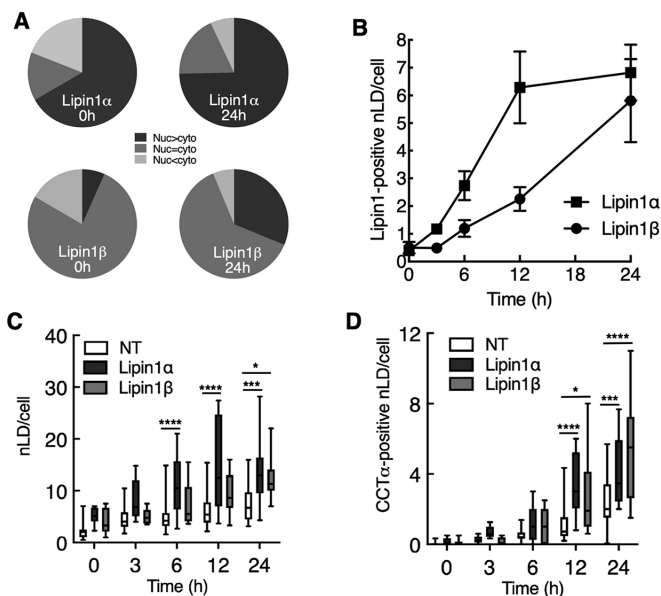 A
Lipin1α
0h
Lipin1α
24h
Nuc>cyto
Nuc=cyto
Nuc<cyto
Lipin1β
0h
Lipin1β
24h
B
Lipin1-positive nLD/cell
8
7
6
5
4
3
2
1
0
Lipin1α
Lipin1β
0 6 12 18 24
Time (h)
C
nLD/cell
40
30
20
10
0
NT
Lipin1α
Lipin1β
****
****
***
*
0 3 6 12 24
Time (h)
D
CCTα-positive nLD/cell
12
8
4
0
NT
Lipin1α
Lipin1β
****
*
***
****
0 3 6 12 24
Time (h)